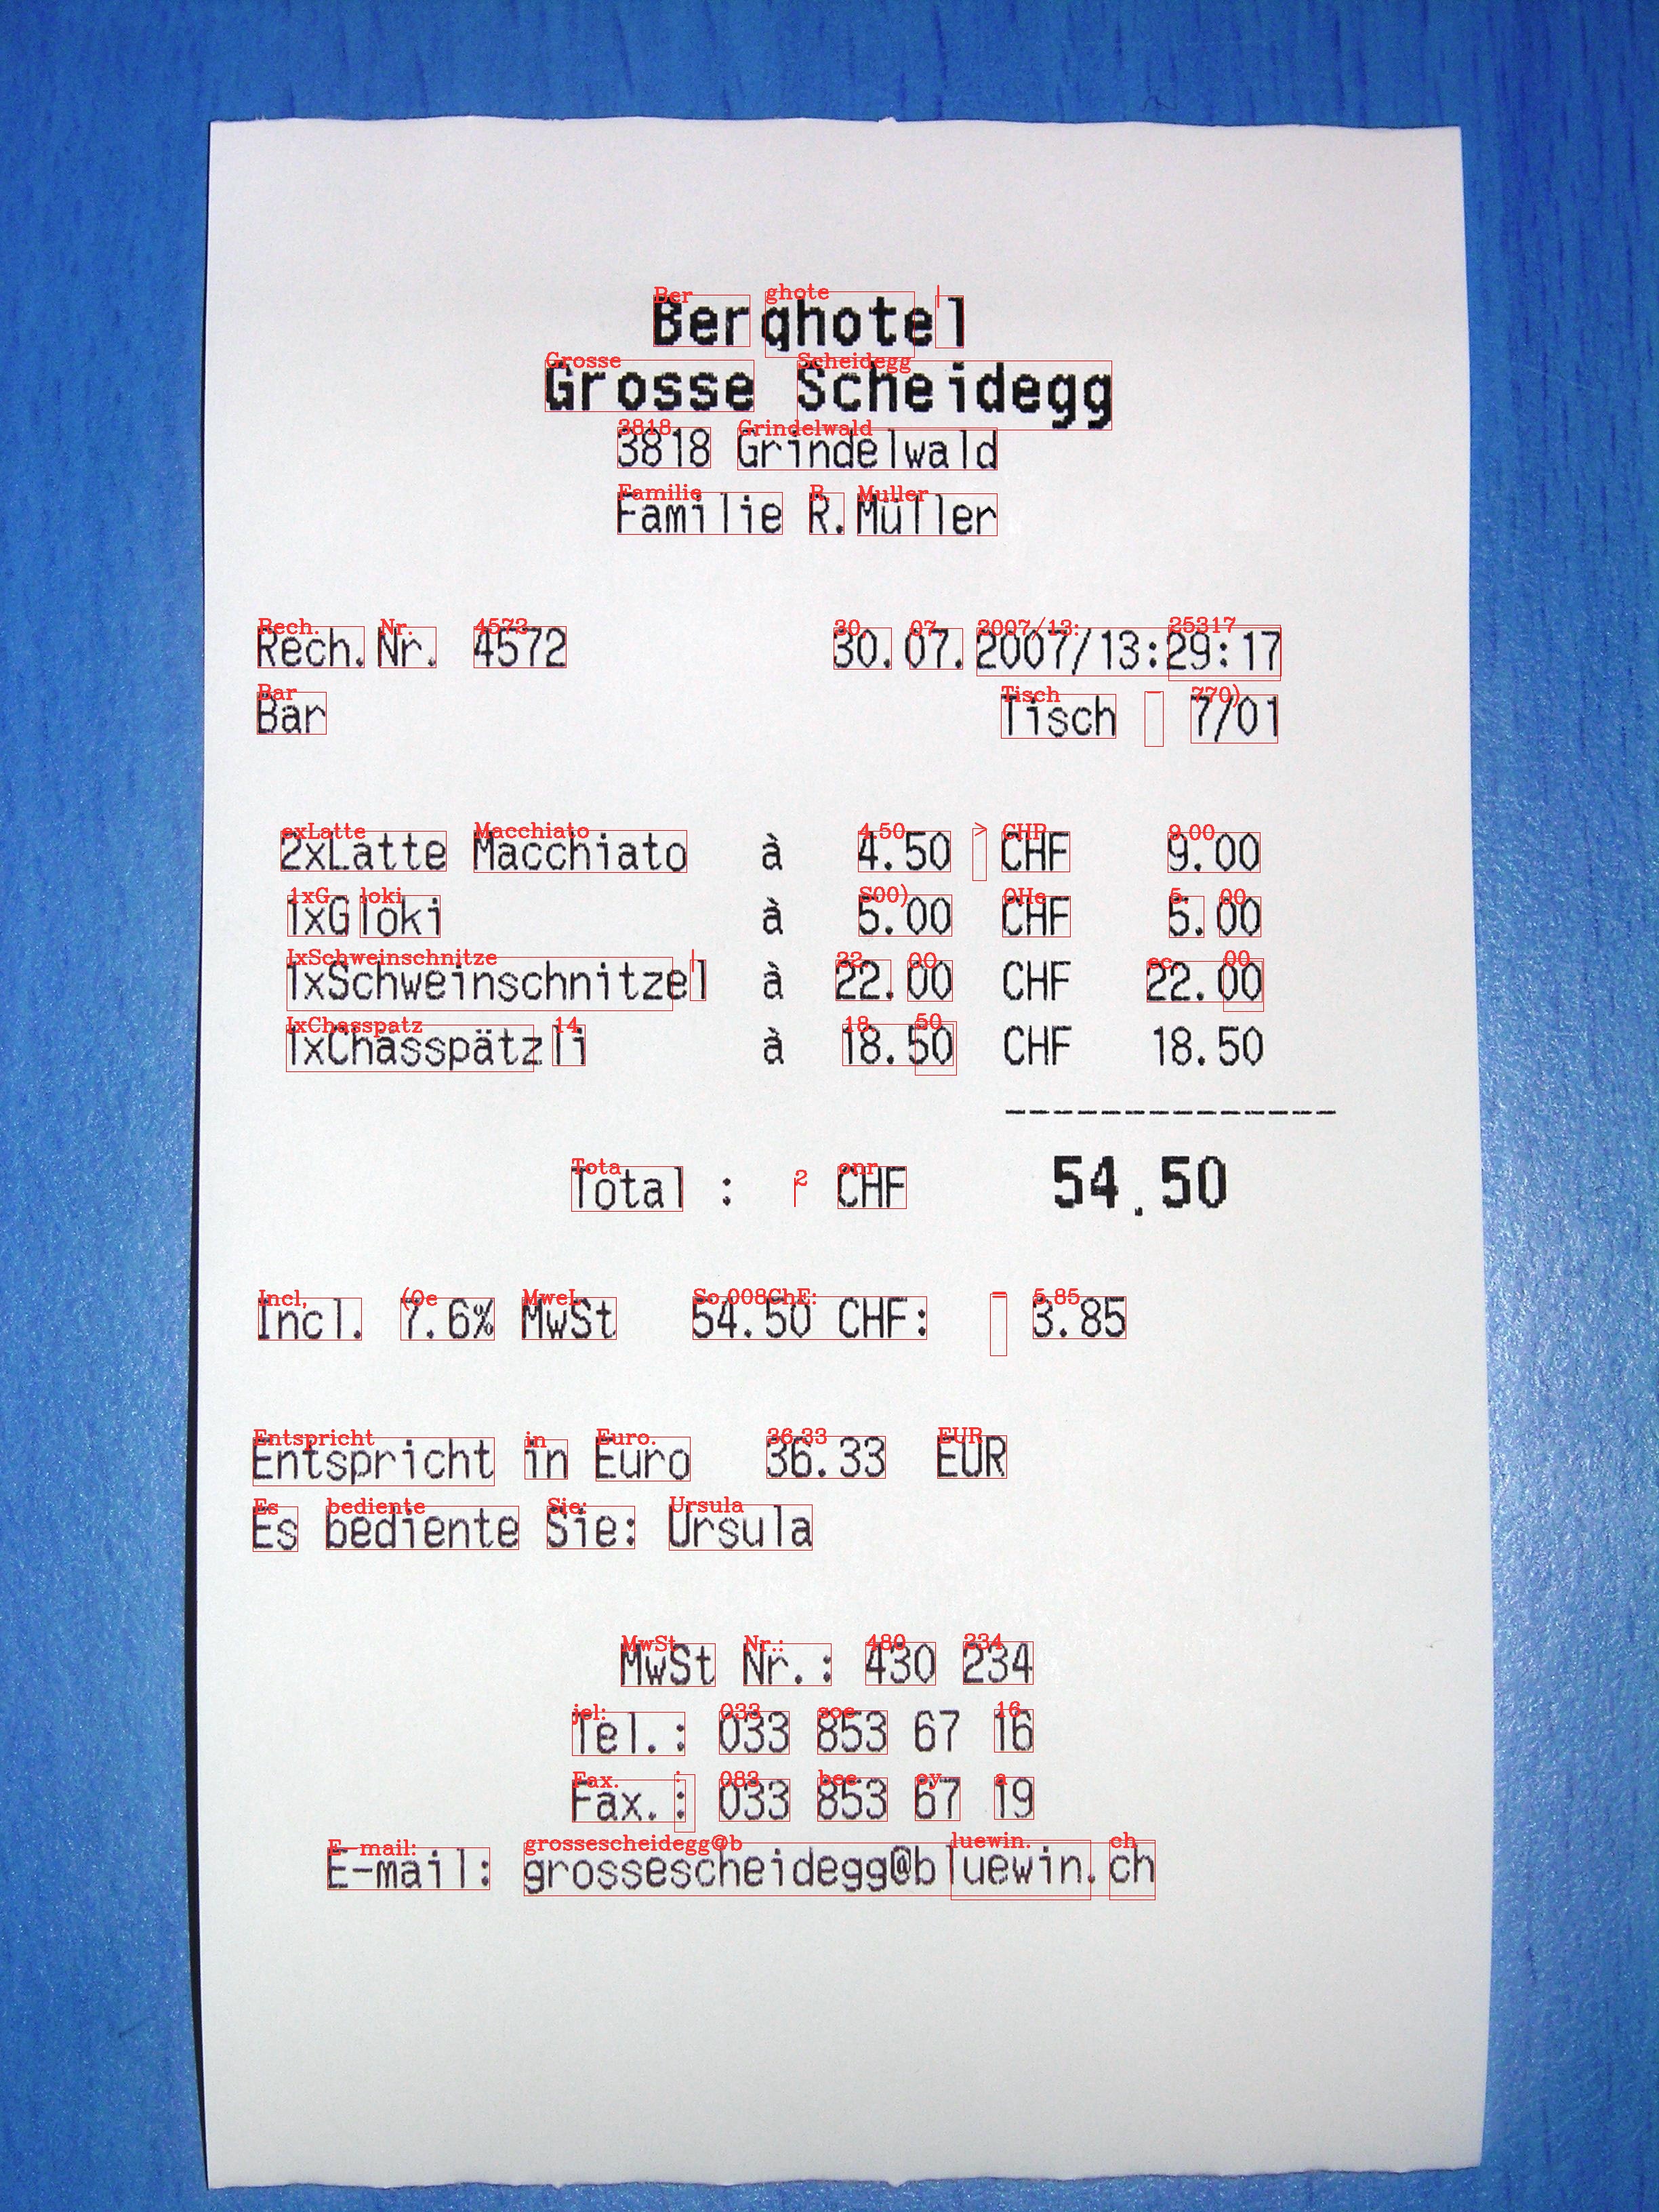 Berghotel
Grosse Scheidegg
3818 Grindelwald
Familie R.Müller
Rech.Nr. 4572 30.07.2007/13:29:17
Bar Tisch 7/01
2xLatte Macchiato à 4.50 CHF 9.00
1xGloki à 5.00 CHF 5.00
1xSchweinschnitzel à 22.00 CHF 22.00
1xChässpätzli à 18.50 CHF 18.50
--------------
Total : CHF 54.50
Incl. 7.6% MwSt 54.50 CHF: 3.85
Entspricht in Euro 36.33 EUR
Es bediente Sie: Ursula
MwSt Nr.: 430 234
Tel.: 033 853 67 16
Fax.: 033 853 67 19
E-mail: grossescheidegg@bluewin.ch